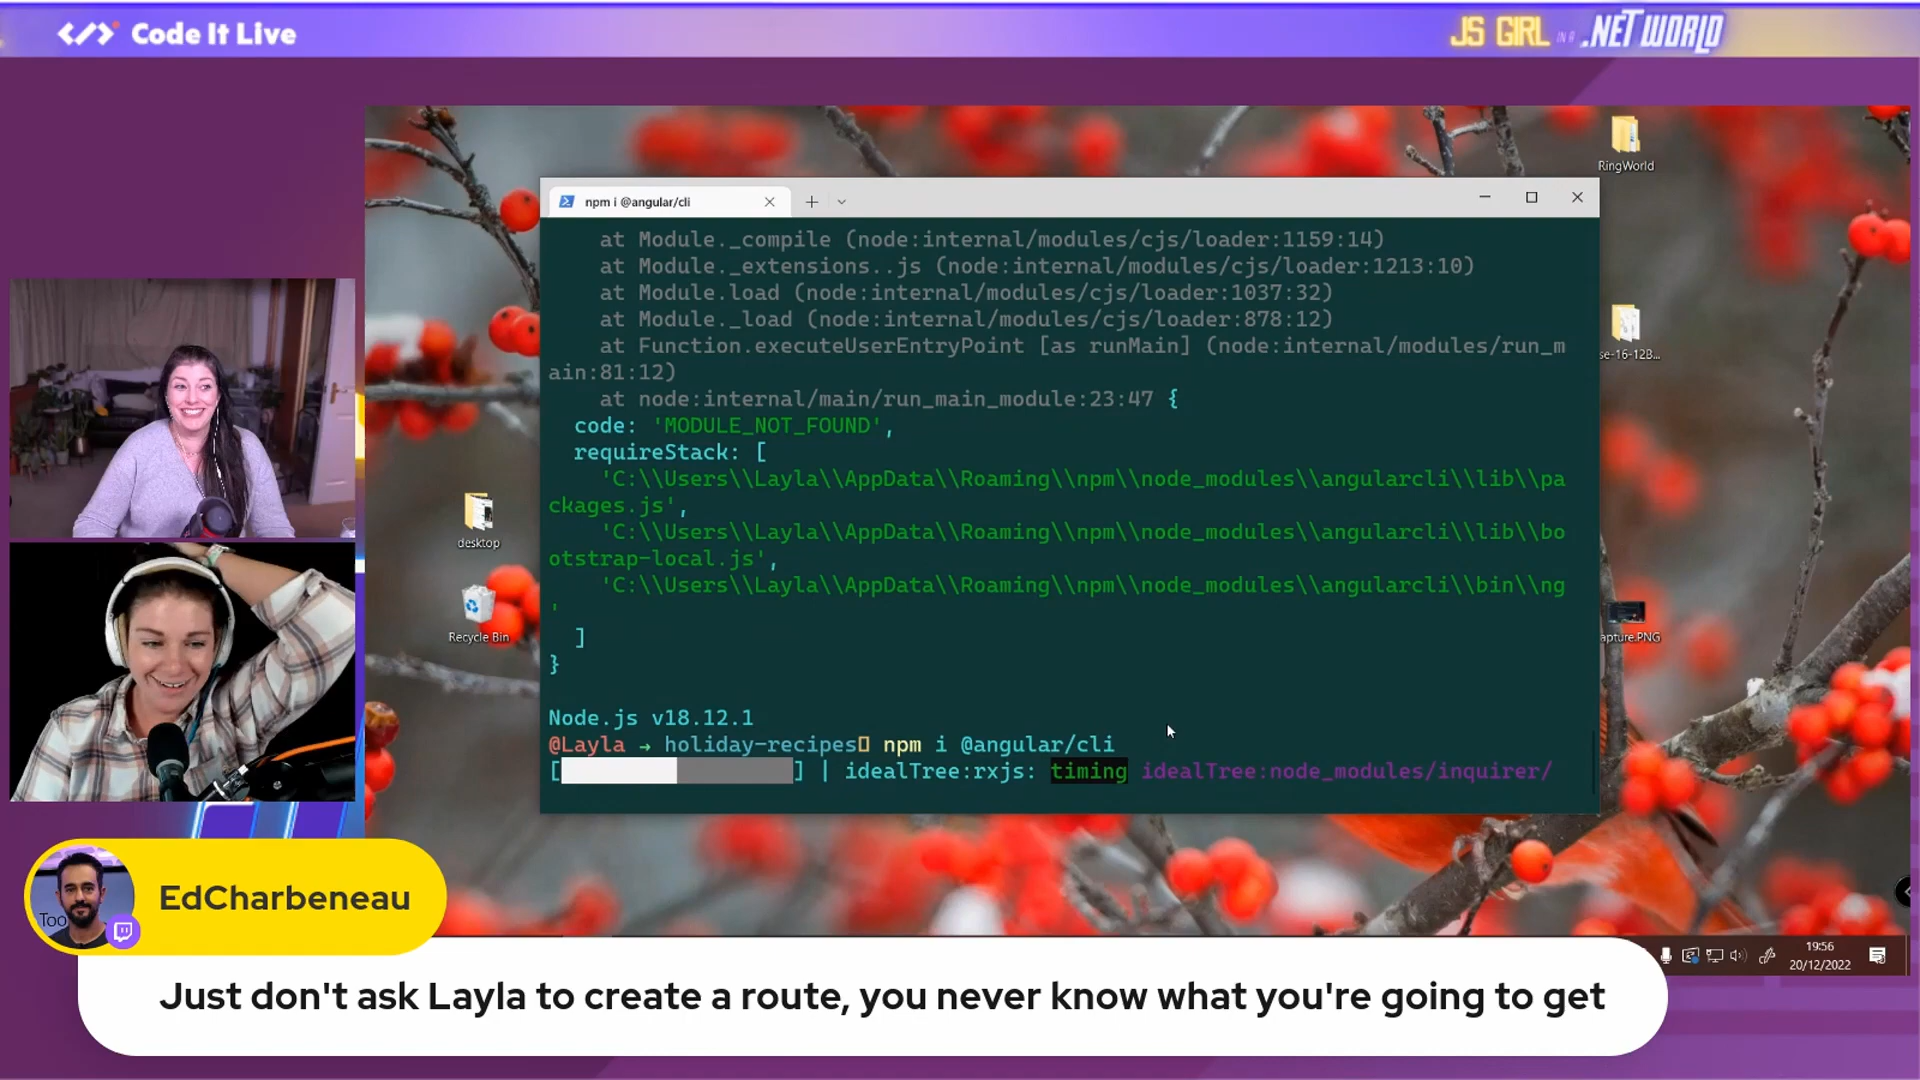 Code It Live
JS GIRL IN A .NET WORLD
RingWorld
npm i @angular/cli
at Module._compile (node:internal/modules/cjs/loader:1159:14)
at Module._extensions..js (node:internal/modules/cjs/loader:1213:10)
at Module.load (node:internal/modules/cjs/loader:1037:32)
at Module._load (node:internal/modules/cjs/loader:878:12)
at Function.executeUserEntryPoint [as runMain] (node:internal/modules/run_m
ain:81:12)
at node:internal/main/run_main_module:23:47 {
code: 'MODULE_NOT_FOUND',
requireStack: [
'C:\\Users\\Layla\\AppData\\Roaming\\npm\\node_modules\\angularcli\\lib\\pa
ckages.js',
'C:\\Users\\Layla\\AppData\\Roaming\\npm\\node_modules\\angularcli\\lib\\bo
otstrap-local.js',
'C:\\Users\\Layla\\AppData\\Roaming\\npm\\node_modules\\angularcli\\bin\\ng
'
]
}
Node.js v18.12.1
@Layla → holiday-recipes▯ npm i @angular/cli
[ ] | idealTree:rxjs: timing idealTree:node_modules/inquirer/
se-16-12B...
desktop
Recycle Bin
apture.PNG
19:56
20/12/2022
Too
EdCharbeneau
Just don't ask Layla to create a route, you never know what you're going to get